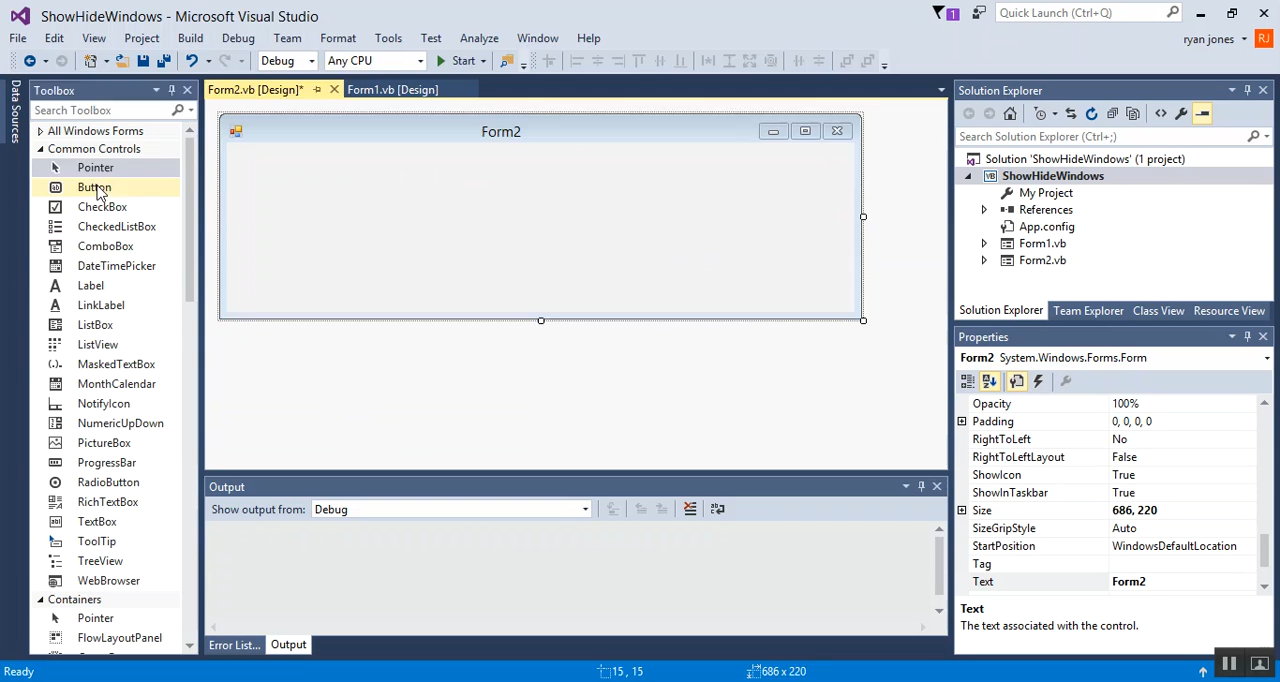 ShowHideWindows - Microsoft Visual Studio
1
Quick Launch (Ctrl+Q)
File Edit View Project Build Debug Team Format Tools Test Analyze Window Help
ryan jones RJ
Debug Any CPU Start
Data Sources
Toolbox
Search Toolbox
All Windows Forms
Common Controls
Pointer
Button
CheckBox
CheckedListBox
ComboBox
DateTimePicker
Label
LinkLabel
ListBox
ListView
MaskedTextBox
MonthCalendar
NotifyIcon
NumericUpDown
PictureBox
ProgressBar
RadioButton
RichTextBox
TextBox
ToolTip
TreeView
WebBrowser
Containers
Pointer
FlowLayoutPanel
Form2.vb [Design]* Form1.vb [Design]
Form2
Output
Show output from: Debug
Error List... Output
Solution Explorer
Search Solution Explorer (Ctrl+;)
Solution 'ShowHideWindows' (1 project)
ShowHideWindows
My Project
References
App.config
Form1.vb
Form2.vb
Solution Explorer Team Explorer Class View Resource View
Properties
Form2 System.Windows.Forms.Form
Opacity 100%
Padding 0, 0, 0, 0
RightToLeft No
RightToLeftLayout False
ShowIcon True
ShowInTaskbar True
Size 686, 220
SizeGripStyle Auto
StartPosition WindowsDefaultLocation
Tag
Text Form2
Text
The text associated with the control.
Ready 15 , 15 686 x 220